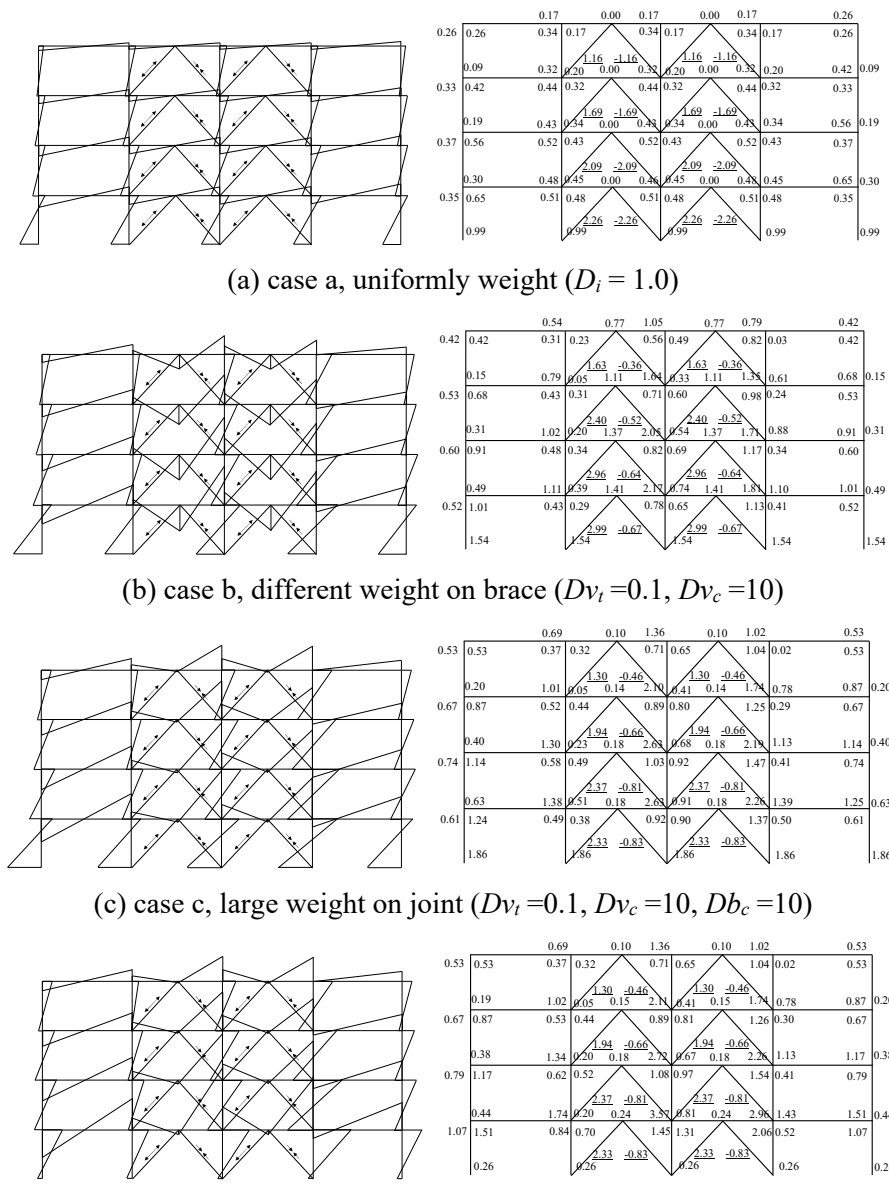 0.17 0.00 0.17 0.00 0.17 0.26
0.26 0.26 0.34 0.17 0.34 0.17 0.34 0.17 0.26
1.16 -1.16 1.16 -1.16
0.09 0.32 0.20 0.00 0.32 0.20 0.00 0.32 0.20 0.42 0.09
0.33 0.42 0.44 0.32 0.44 0.32 0.44 0.32 0.33
1.69 -1.69 1.69 -1.69
0.19 0.43 0.34 0.00 0.43 0.34 0.00 0.43 0.34 0.56 0.19
0.37 0.56 0.52 0.43 0.52 0.43 0.52 0.43 0.37
2.09 -2.09 2.09 -2.09
0.30 0.48 0.45 0.00 0.46 0.45 0.00 0.48 0.45 0.65 0.30
0.35 0.65 0.51 0.48 0.51 0.48 0.51 0.48 0.35
2.26 -2.26 2.26 -2.26
0.99 0.99 0.99 0.99 0.99
(a) case a, uniformly weight (Di = 1.0)
0.54 0.77 1.05 0.77 0.79 0.42
0.42 0.42 0.31 0.23 0.56 0.49 0.82 0.03 0.42
1.63 -0.36 1.63 -0.36
0.15 0.79 0.05 1.11 1.64 0.33 1.11 1.35 0.61 0.68 0.15
0.53 0.68 0.43 0.31 0.71 0.60 0.98 0.24 0.53
2.40 -0.52 2.40 -0.52
0.31 1.02 0.20 1.37 2.05 0.54 1.37 1.71 0.88 0.91 0.31
0.60 0.91 0.48 0.34 0.82 0.69 1.17 0.34 0.60
2.96 -0.64 2.96 -0.64
0.49 1.11 0.39 1.41 2.17 0.74 1.41 1.81 1.10 1.01 0.49
0.52 1.01 0.43 0.29 0.78 0.65 1.13 0.41 0.52
2.99 -0.67 2.99 -0.67
1.54 1.54 1.54 1.54 1.54
(b) case b, different weight on brace (Dvt =0.1, Dvc =10)
0.69 0.10 1.36 0.10 1.02 0.53
0.53 0.53 0.37 0.32 0.71 0.65 1.04 0.02 0.53
1.30 -0.46 1.30 -0.46
0.20 1.01 0.05 0.14 2.10 0.41 0.14 1.74 0.78 0.87 0.20
0.67 0.87 0.52 0.44 0.89 0.80 1.25 0.29 0.67
1.94 -0.66 1.94 -0.66
0.40 1.30 0.23 0.18 2.63 0.68 0.18 2.19 1.13 1.14 0.40
0.74 1.14 0.58 0.49 1.03 0.92 1.47 0.41 0.74
2.37 -0.81 2.37 -0.81
0.63 1.38 0.51 0.18 2.63 0.91 0.18 2.26 1.39 1.25 0.63
0.61 1.24 0.49 0.38 0.92 0.90 1.37 0.50 0.61
2.33 -0.83 2.33 -0.83
1.86 1.86 1.86 1.86 1.86
(c) case c, large weight on joint (Dvt =0.1, Dvc =10, Dbc =10)
0.69 0.10 1.36 0.10 1.02 0.53
0.53 0.53 0.37 0.32 0.71 0.65 1.04 0.02 0.53
1.30 -0.46 1.30 -0.46
0.19 1.02 0.05 0.15 2.11 0.41 0.15 1.74 0.78 0.87
0.67 0.87 0.53 0.44 0.89 0.81 1.26 0.30 0.67
1.94 -0.66 1.94 -0.66
0.38 1.34 0.20 0.18 2.72 0.67 0.18 2.26 1.13 1.17 0.38
0.79 1.17 0.62 0.52 1.08 0.97 1.54 0.41 0.79
2.37 -0.81 2.37 -0.81
0.44 1.74 0.20 0.24 3.57 0.81 0.24 2.96 1.43 1.51 0.44
1.07 1.51 0.84 0.70 1.45 1.31 2.06 0.52 1.07
2.33 -0.83 2.33 -0.83
0.26 0.26 0.26 0.26